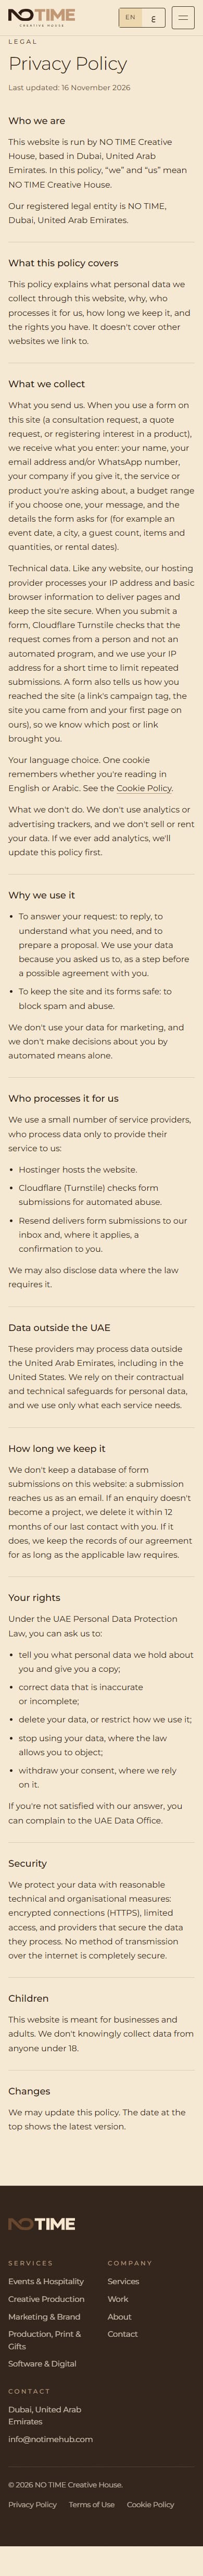 NOTIME
CREATIVE HOUSE
EN
ع
LEGAL
Privacy Policy
Last updated: 16 November 2026
Who we are
This website is run by NO TIME Creative
House, based in Dubai, United Arab
Emirates. In this policy, “we” and “us” mean
NO TIME Creative House.
Our registered legal entity is NO TIME,
Dubai, United Arab Emirates.
What this policy covers
This policy explains what personal data we
collect through this website, why, who
processes it for us, how long we keep it, and
the rights you have. It doesn't cover other
websites we link to.
What we collect
What you send us. When you use a form on
this site (a consultation request, a quote
request, or registering interest in a product),
we receive what you enter: your name, your
email address and/or WhatsApp number,
your company if you give it, the service or
product you're asking about, a budget range
if you choose one, your message, and the
details the form asks for (for example an
event date, a city, a guest count, items and
quantities, or rental dates).
Technical data. Like any website, our hosting
provider processes your IP address and basic
browser information to deliver pages and
keep the site secure. When you submit a
form, Cloudflare Turnstile checks that the
request comes from a person and not an
automated program, and we use your IP
address for a short time to limit repeated
submissions. A form also tells us how you
reached the site (a link's campaign tag, the
site you came from and your first page on
ours), so we know which post or link
brought you.
Your language choice. One cookie
remembers whether you're reading in
English or Arabic. See the Cookie Policy.
What we don't do. We don't use analytics or
advertising trackers, and we don't sell or rent
your data. If we ever add analytics, we'll
update this policy first.
Why we use it
• To answer your request: to reply, to
understand what you need, and to
prepare a proposal. We use your data
because you asked us to, as a step before
a possible agreement with you.
• To keep the site and its forms safe: to
block spam and abuse.
We don't use your data for marketing, and
we don't make decisions about you by
automated means alone.
Who processes it for us
We use a small number of service providers,
who process data only to provide their
service to us:
• Hostinger hosts the website.
• Cloudflare (Turnstile) checks form
submissions for automated abuse.
• Resend delivers form submissions to our
inbox and, where it applies, a
confirmation to you.
We may also disclose data where the law
requires it.
Data outside the UAE
These providers may process data outside
the United Arab Emirates, including in the
United States. We rely on their contractual
and technical safeguards for personal data,
and we use only what each service needs.
How long we keep it
We don't keep a database of form
submissions on this website: a submission
reaches us as an email. If an enquiry doesn't
become a project, we delete it within 12
months of our last contact with you. If it
does, we keep the records of our agreement
for as long as the applicable law requires.
Your rights
Under the UAE Personal Data Protection
Law, you can ask us to:
• tell you what personal data we hold about
you and give you a copy;
• correct data that is inaccurate
or incomplete;
• delete your data, or restrict how we use it;
• stop using your data, where the law
allows you to object;
• withdraw your consent, where we rely
on it.
If you're not satisfied with our answer, you
can complain to the UAE Data Office.
Security
We protect your data with reasonable
technical and organisational measures:
encrypted connections (HTTPS), limited
access, and providers that secure the data
they process. No method of transmission
over the internet is completely secure.
Children
This website is meant for businesses and
adults. We don't knowingly collect data from
anyone under 18.
Changes
We may update this policy. The date at the
top shows the latest version.
NOTIME
SERVICES
Events & Hospitality
Creative Production
Marketing & Brand
Production, Print &
Gifts
Software & Digital
COMPANY
Services
Work
About
Contact
CONTACT
Dubai, United Arab
Emirates
info@notimehub.com
© 2026 NO TIME Creative House.
Privacy Policy Terms of Use Cookie Policy